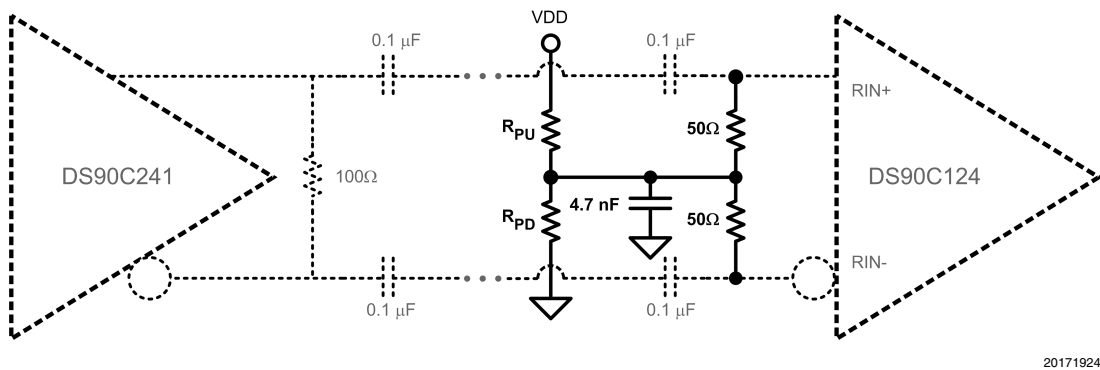 VDD
0.1 µF
0.1 µF
RIN+
RPU
50Ω
DS90C241
100Ω
DS90C124
4.7 nF
RPD
50Ω
RIN-
0.1 µF
0.1 µF
20171924